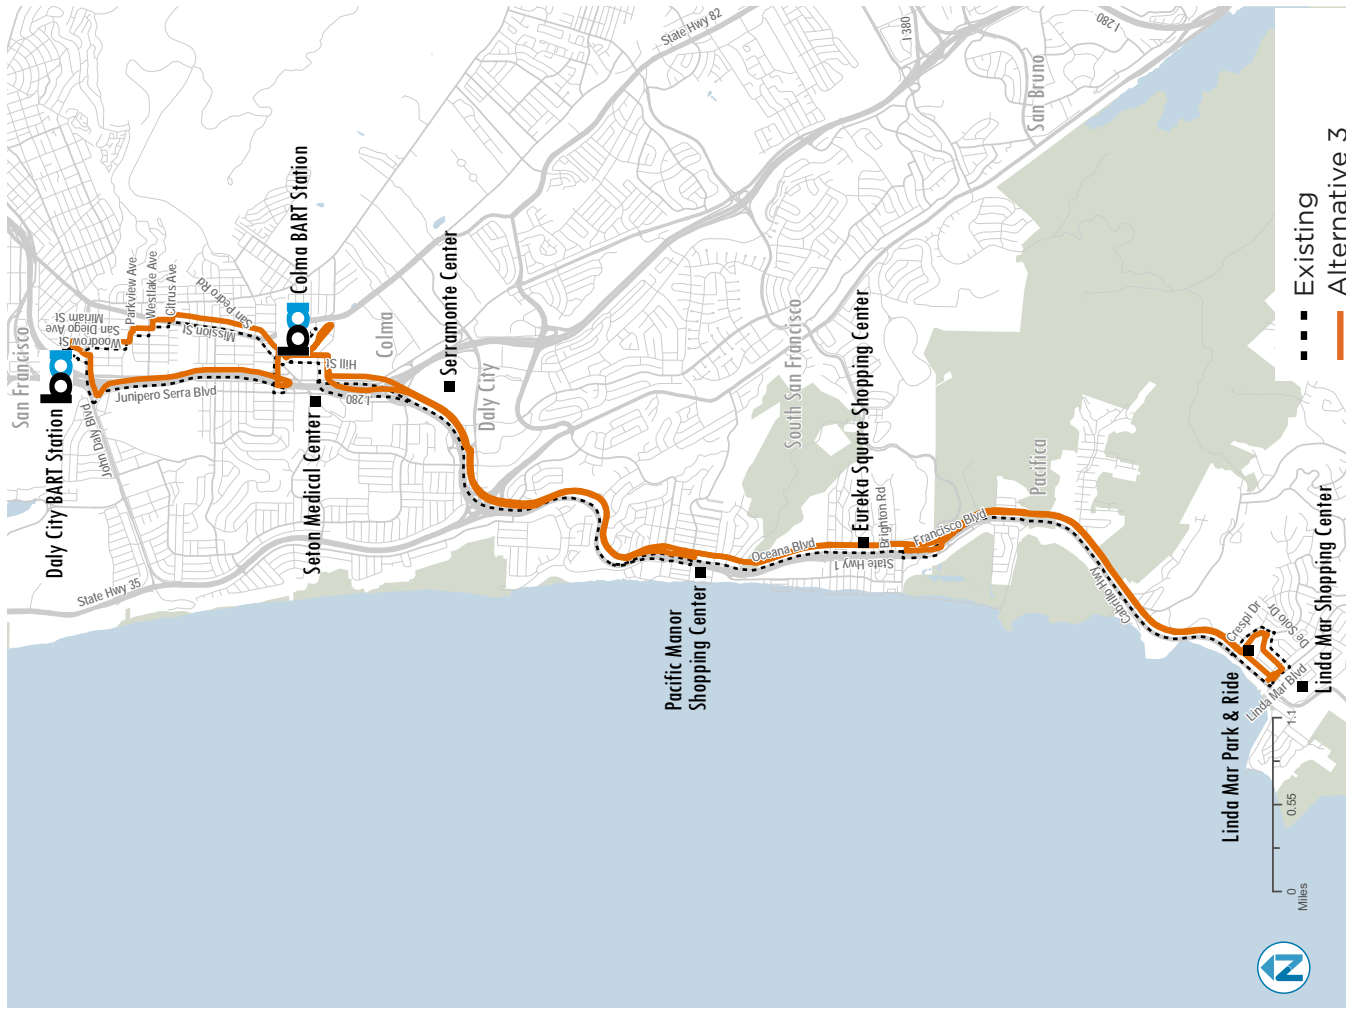 San Francisco
Daly City BART Station
ba
John Daly Blvd
Junipero Serra Blvd
Woodrow St
San Diego Ave
Miriam St
Parkview Ave
Westlake Ave
Citrus Ave
San Pedro Rd
Mission St
ba
Colma BART Station
Hill St
I 280
Colma
Seton Medical Center
Serramonte Center
Daly City
State Hwy 35
State Hwy 82
I 380
I 280
San Bruno
South San Francisco
Pacific Manor
Shopping Center
Oceana Blvd
State Hwy 1
Eureka Square Shopping Center
Brighton Rd
Francisco Blvd
Pacifica
Cabrillo Hwy
Crespi Dr
De Solo Dr
Linda Mar Blvd
Linda Mar Park & Ride
Linda Mar Shopping Center
Existing
Alternative 3
0
0.55
1.1
Miles
N